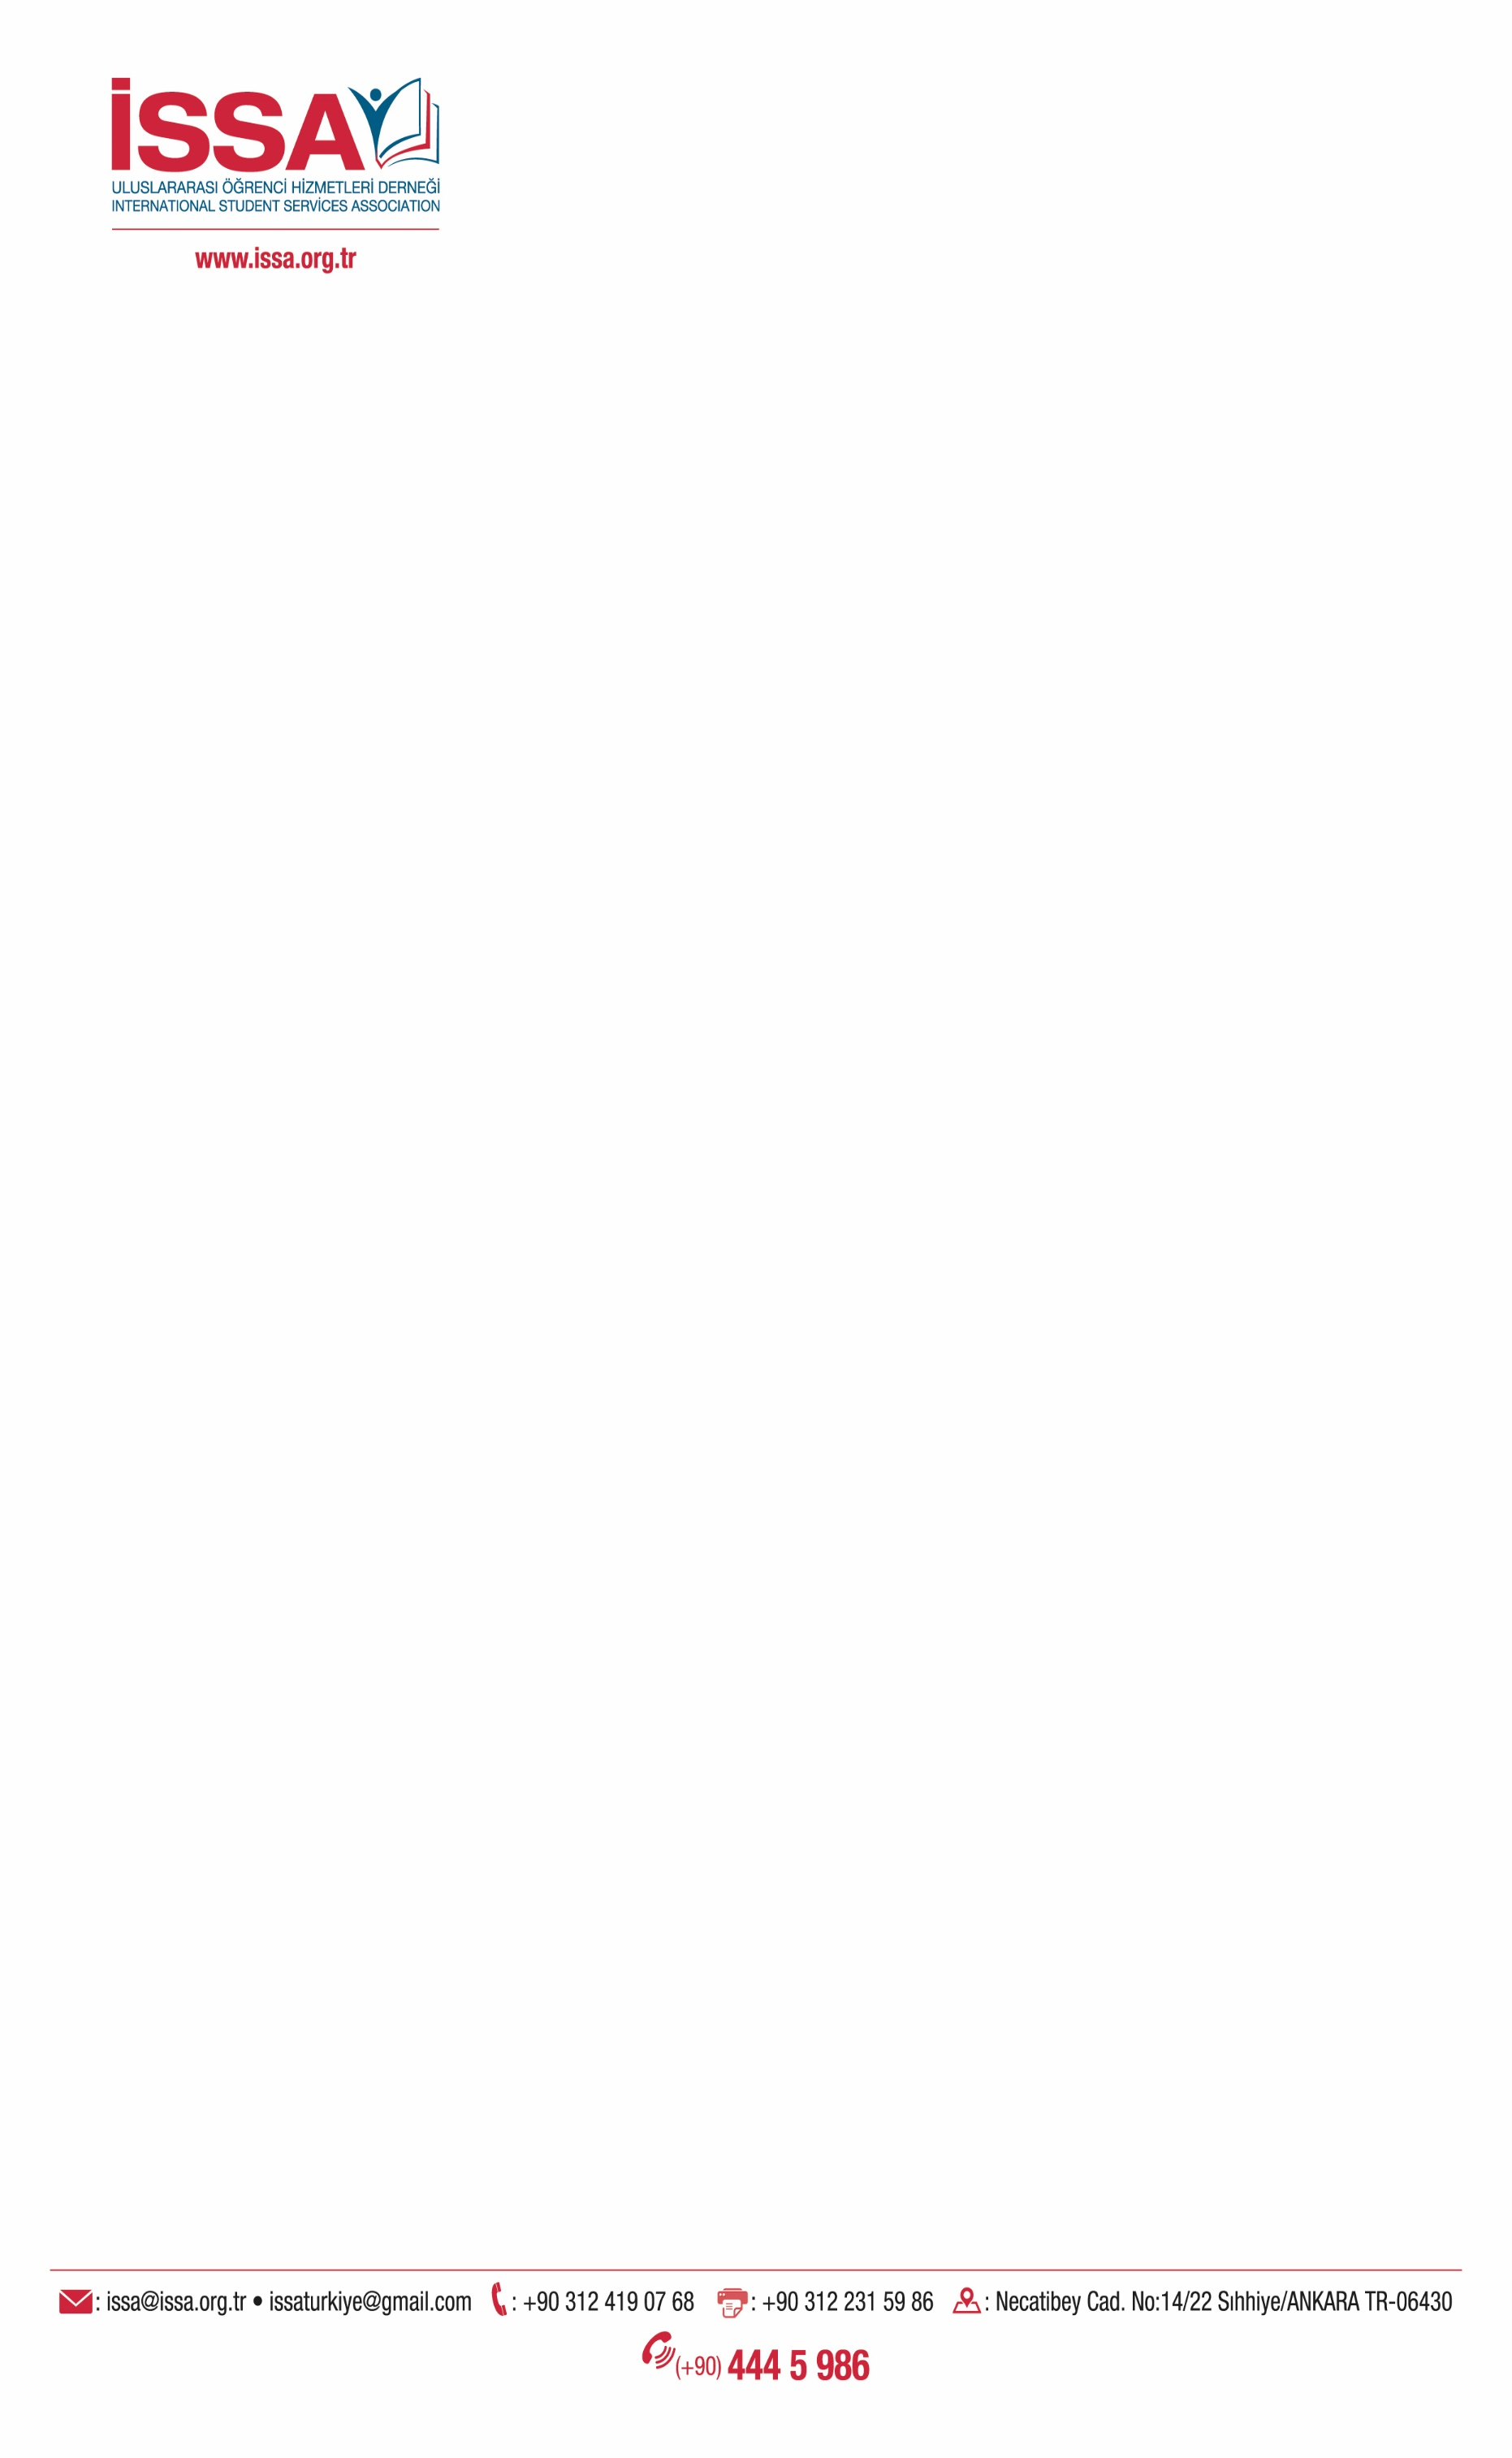 İSSA
ULUSLARARASI ÖĞRENCİ HİZMETLERİ DERNEĞİ
INTERNATIONAL STUDENT SERVİCES ASSOCIATION
www.issa.org.tr
: issa@issa.org.tr • issaturkiye@gmail.com : +90 312 419 07 68 : +90 312 231 59 86 : Necatibey Cad. No:14/22 Sıhhiye/ANKARA TR-06430
(+90) 444 5 986